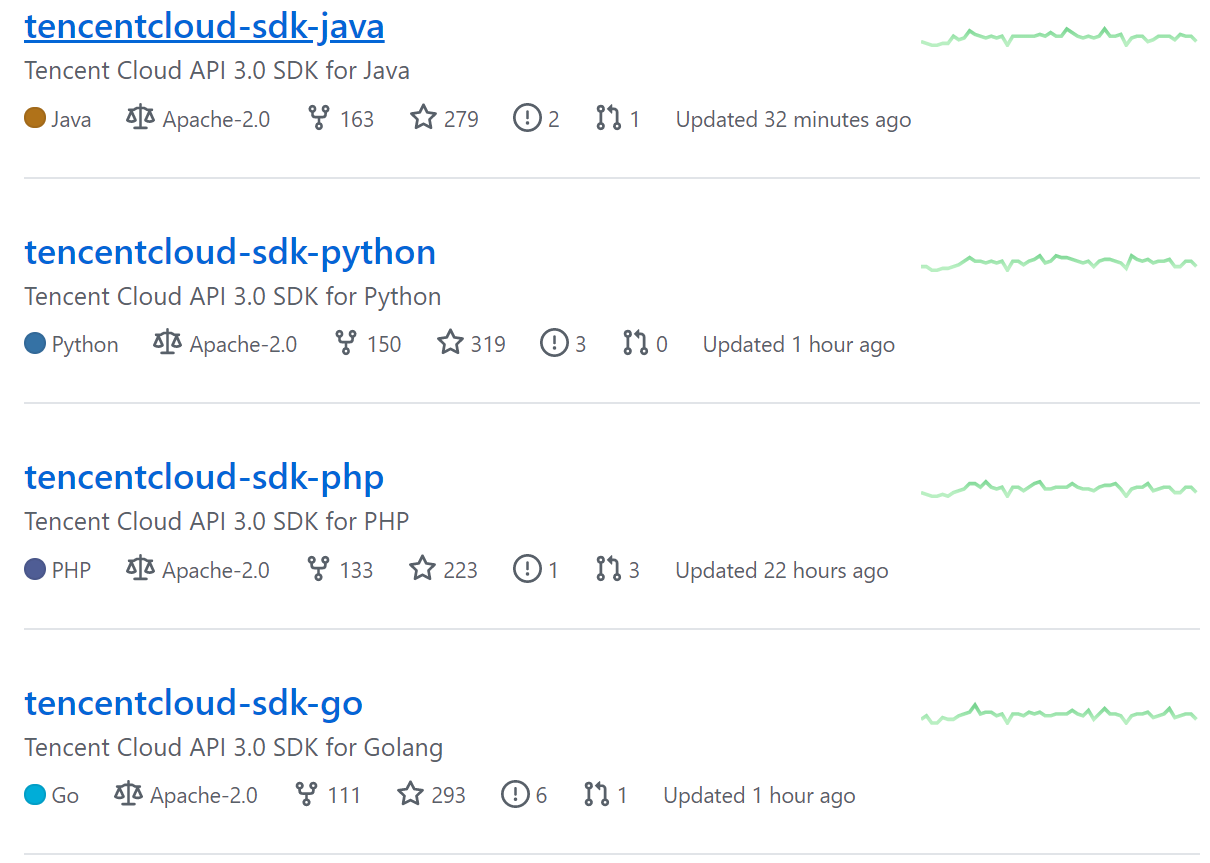 tencentcloud-sdk-java
Tencent Cloud API 3.0 SDK for Java
Java Apache-2.0 163 279 2 1 Updated 32 minutes ago
tencentcloud-sdk-python
Tencent Cloud API 3.0 SDK for Python
Python Apache-2.0 150 319 3 0 Updated 1 hour ago
tencentcloud-sdk-php
Tencent Cloud API 3.0 SDK for PHP
PHP Apache-2.0 133 223 1 3 Updated 22 hours ago
tencentcloud-sdk-go
Tencent Cloud API 3.0 SDK for Golang
Go Apache-2.0 111 293 6 1 Updated 1 hour ago